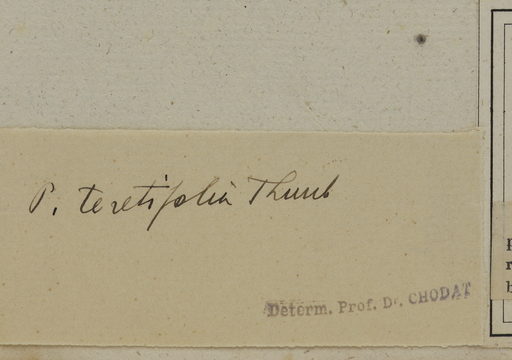 P. teretifolia Thunb
Determ. Prof. Dr. CHODAT